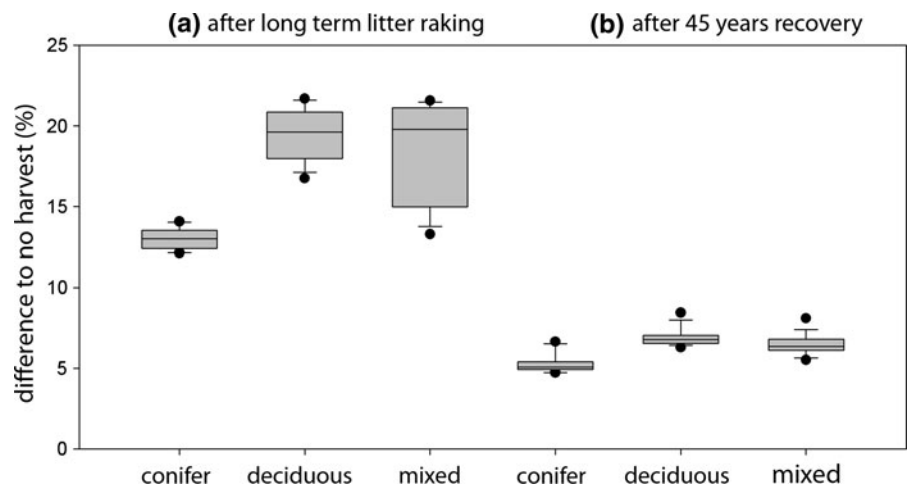 (a) after long term litter raking (b) after 45 years recovery
25
20
15
10
5
0
difference to no harvest (%)
conifer deciduous mixed conifer deciduous mixed